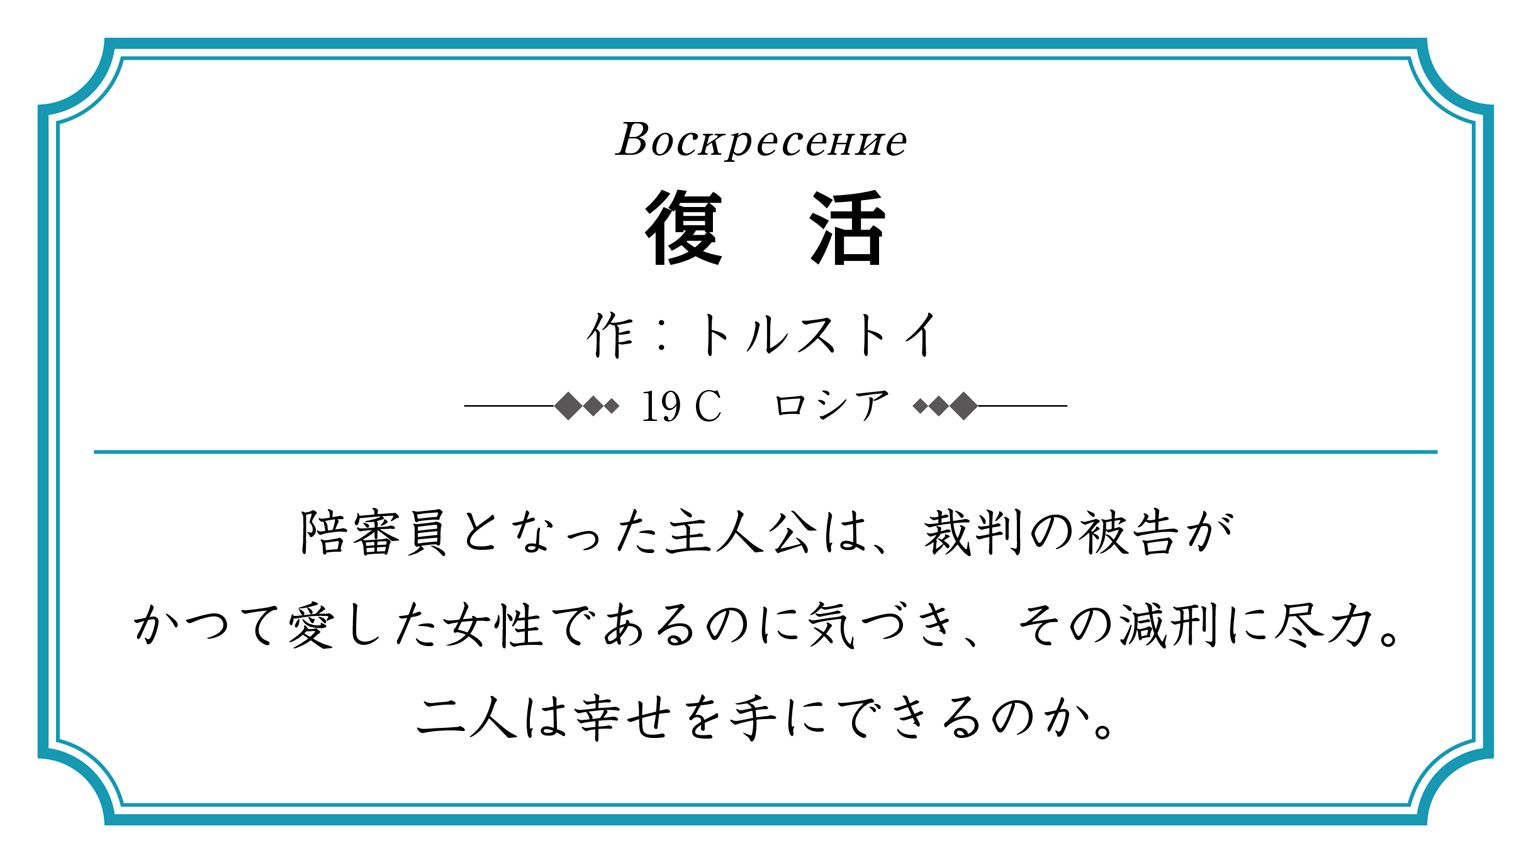 Воскресение
復　活
作：トルストイ
19 C　ロシア
陪審員となった主人公は、裁判の被告が
かつて愛した女性であるのに気づき、その減刑に尽力。
二人は幸せを手にできるのか。